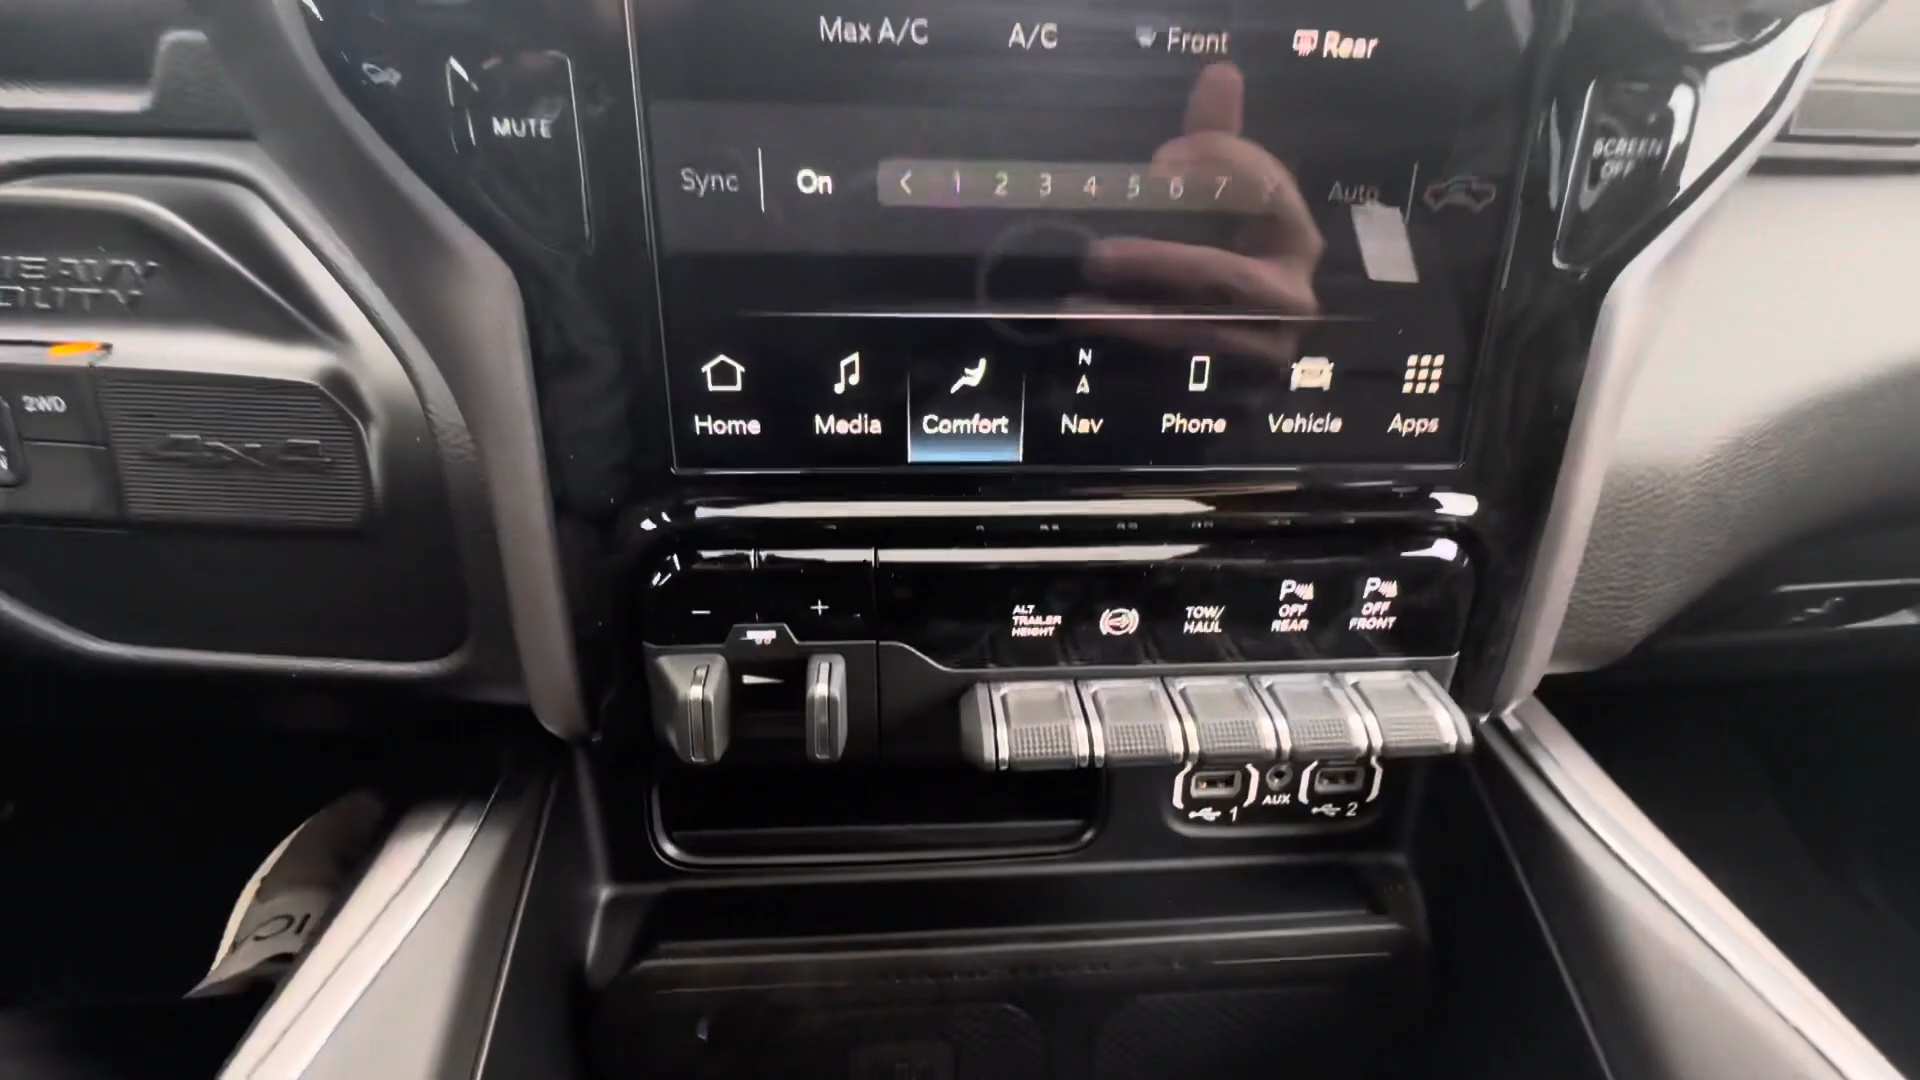 Max A/C A/C Front Rear
MUTE
SCREEN
OFF
Sync On < 1 2 3 4 5 6 7 > Auto
HEAVY
DUTY
N
A
Home Media Comfort Nav Phone Vehicle Apps
2WD
N
4x4
- +
ALT
TRAILER
HEIGHT
TOW/
HAUL
P
OFF
REAR
P
OFF
FRONT
1 AUX 2